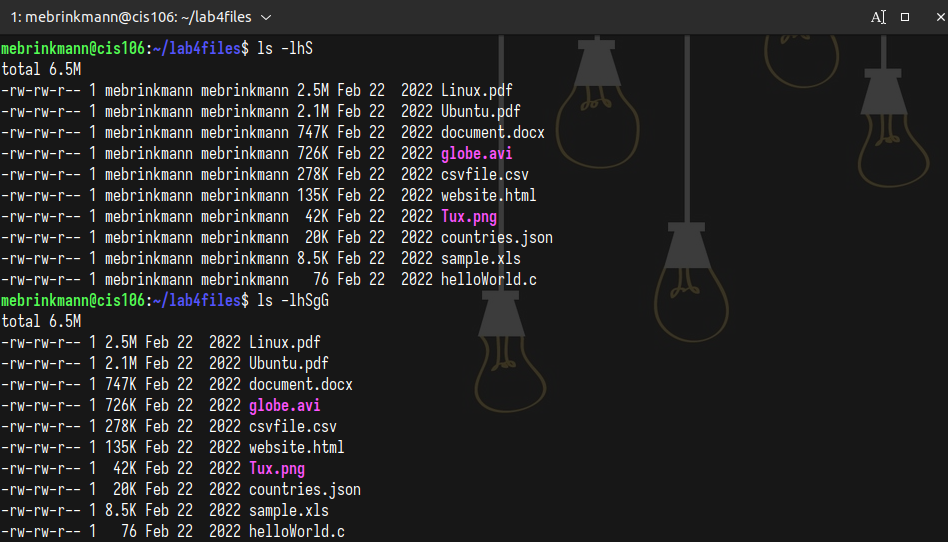 1: mebrinkmann@cis106: ~/lab4files
mebrinkmann@cis106:~/lab4files$ ls -lhS
total 6.5M
-rw-rw-r-- 1 mebrinkmann mebrinkmann 2.5M Feb 22  2022 Linux.pdf
-rw-rw-r-- 1 mebrinkmann mebrinkmann 2.1M Feb 22  2022 Ubuntu.pdf
-rw-rw-r-- 1 mebrinkmann mebrinkmann 747K Feb 22  2022 document.docx
-rw-rw-r-- 1 mebrinkmann mebrinkmann 726K Feb 22  2022 globe.avi
-rw-rw-r-- 1 mebrinkmann mebrinkmann 278K Feb 22  2022 csvfile.csv
-rw-rw-r-- 1 mebrinkmann mebrinkmann 135K Feb 22  2022 website.html
-rw-rw-r-- 1 mebrinkmann mebrinkmann  42K Feb 22  2022 Tux.png
-rw-rw-r-- 1 mebrinkmann mebrinkmann  20K Feb 22  2022 countries.json
-rw-rw-r-- 1 mebrinkmann mebrinkmann 8.5K Feb 22  2022 sample.xls
-rw-rw-r-- 1 mebrinkmann mebrinkmann   76 Feb 22  2022 helloWorld.c
mebrinkmann@cis106:~/lab4files$ ls -lhSgG
total 6.5M
-rw-rw-r-- 1 2.5M Feb 22  2022 Linux.pdf
-rw-rw-r-- 1 2.1M Feb 22  2022 Ubuntu.pdf
-rw-rw-r-- 1 747K Feb 22  2022 document.docx
-rw-rw-r-- 1 726K Feb 22  2022 globe.avi
-rw-rw-r-- 1 278K Feb 22  2022 csvfile.csv
-rw-rw-r-- 1 135K Feb 22  2022 website.html
-rw-rw-r-- 1  42K Feb 22  2022 Tux.png
-rw-rw-r-- 1  20K Feb 22  2022 countries.json
-rw-rw-r-- 1 8.5K Feb 22  2022 sample.xls
-rw-rw-r-- 1   76 Feb 22  2022 helloWorld.c